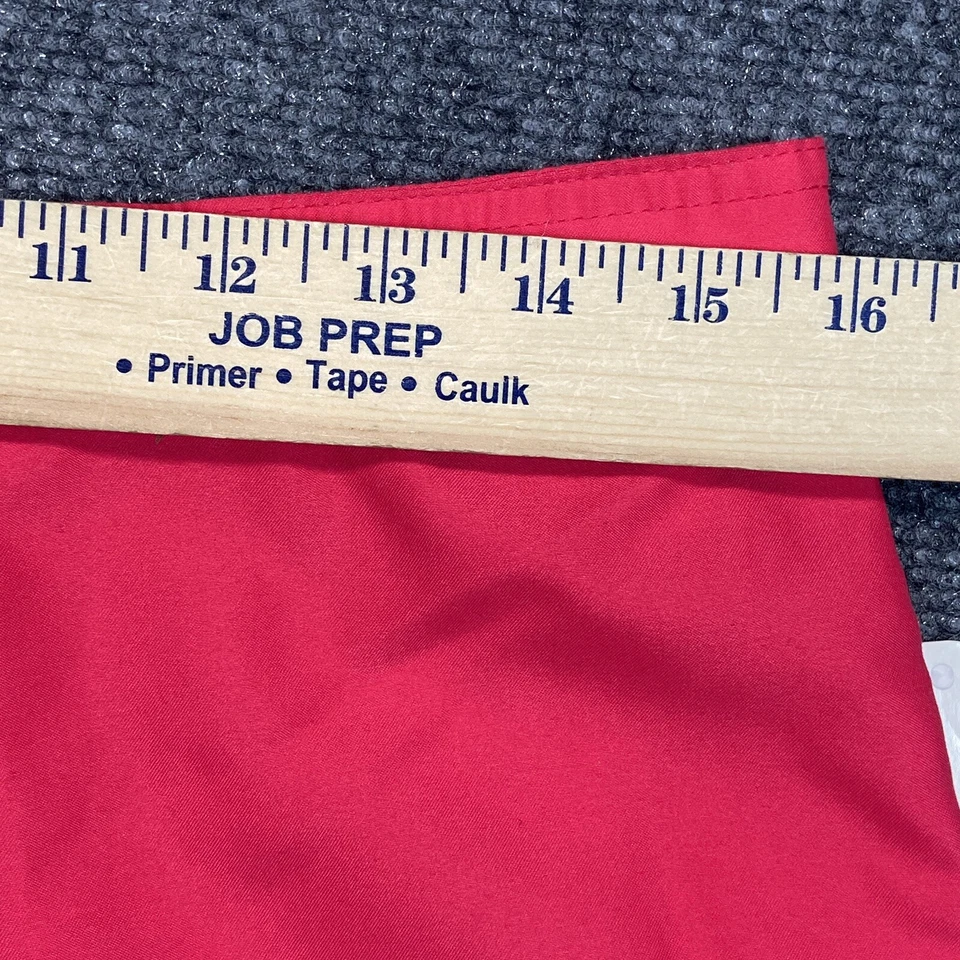 11 12 13 14 15 16
JOB PREP
• Primer • Tape • Caulk